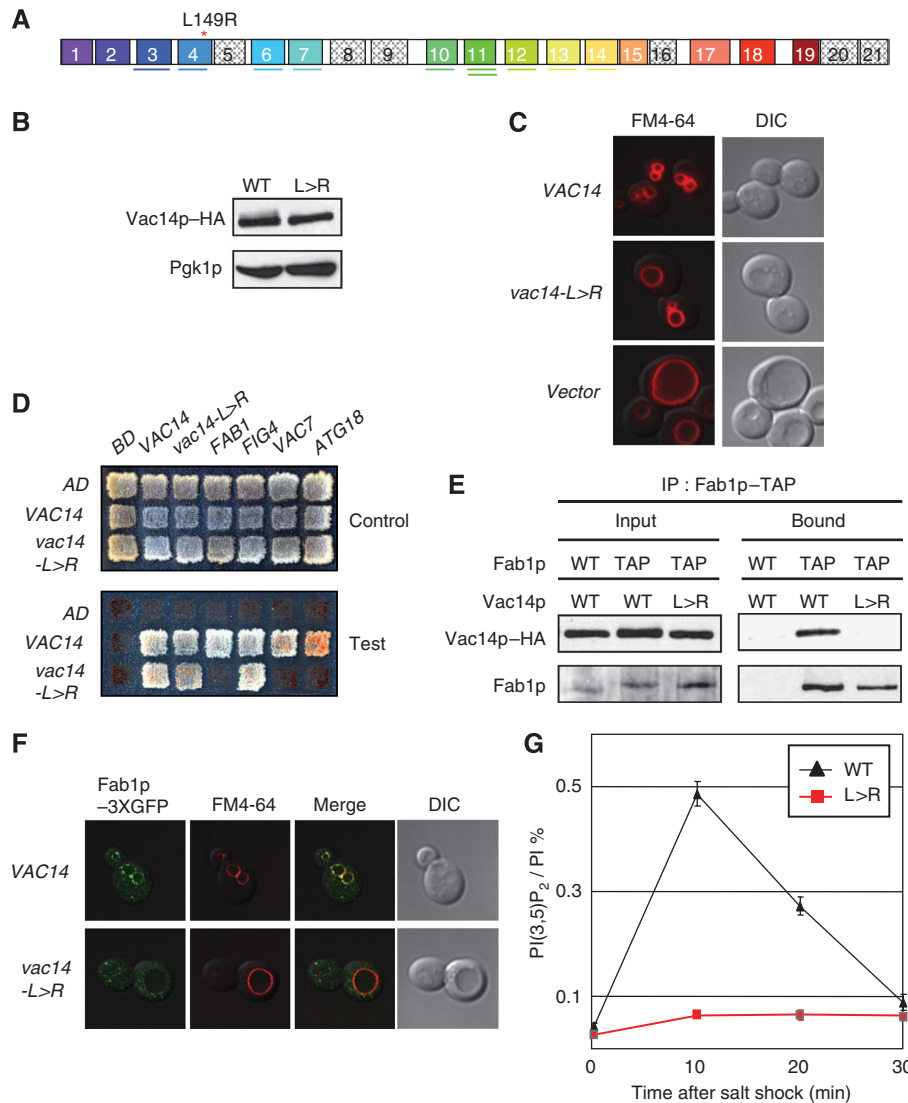 A
L149R
*
1 2 3 4 5 6 7 8 9 10 11 12 13 14 15 16 17 18 19 20 21
B
WT L>R
Vac14p–HA
Pgk1p
C
FM4-64 DIC
VAC14
vac14-L>R
Vector
D
BD VAC14 vac14-L>R FAB1 FIG4 VAC7 ATG18
AD
VAC14
vac14
-L>R
Control
AD
VAC14
vac14
-L>R
Test
E
IP : Fab1p–TAP
Input Bound
Fab1p WT TAP TAP WT TAP TAP
Vac14p WT WT L>R WT WT L>R
Vac14p–HA
Fab1p
F
Fab1p
–3XGFP FM4-64 Merge DIC
VAC14
vac14
-L>R
G
WT
L>R
0.5
0.3
0.1
PI(3,5)P2 / PI %
0 10 20 30
Time after salt shock (min)